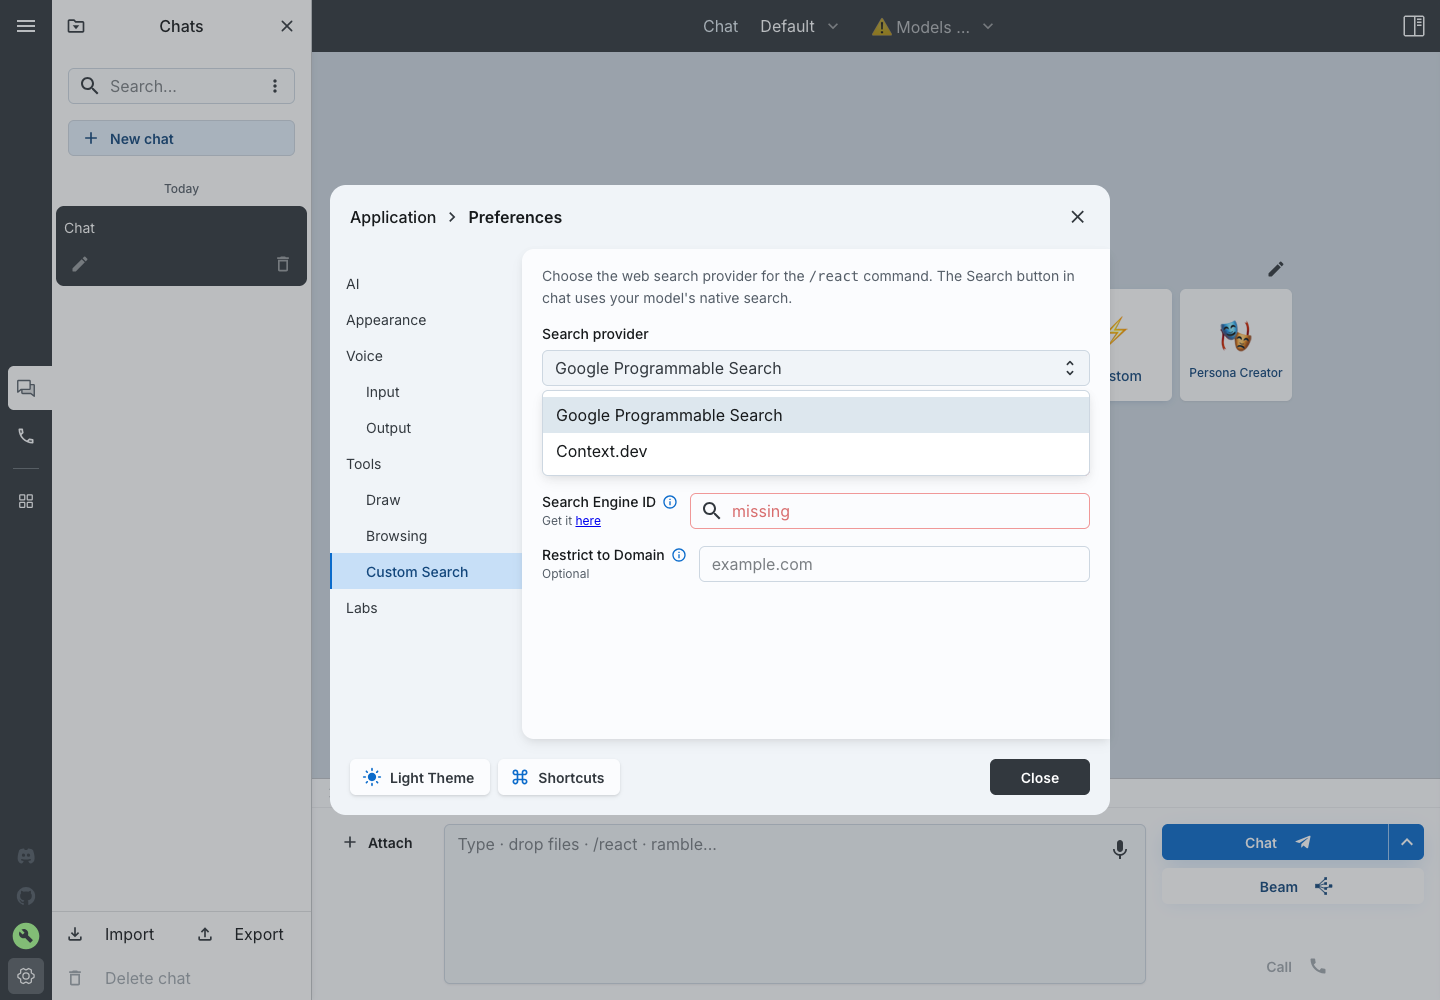 Chats
Search...
New chat
Today
Chat
Import
Export
Delete chat
Chat
Default
Models ...
Application > Preferences
AI
Appearance
Voice
Input
Output
Tools
Draw
Browsing
Custom Search
Labs
Choose the web search provider for the /react command. The Search button in
chat uses your model's native search.
Search provider
Google Programmable Search
Google Programmable Search
Context.dev
Search Engine ID
Get it here
missing
Restrict to Domain
Optional
example.com
Light Theme
Shortcuts
Close
stom
Persona Creator
Attach
Type · drop files · /react · ramble...
Chat
Beam
Call